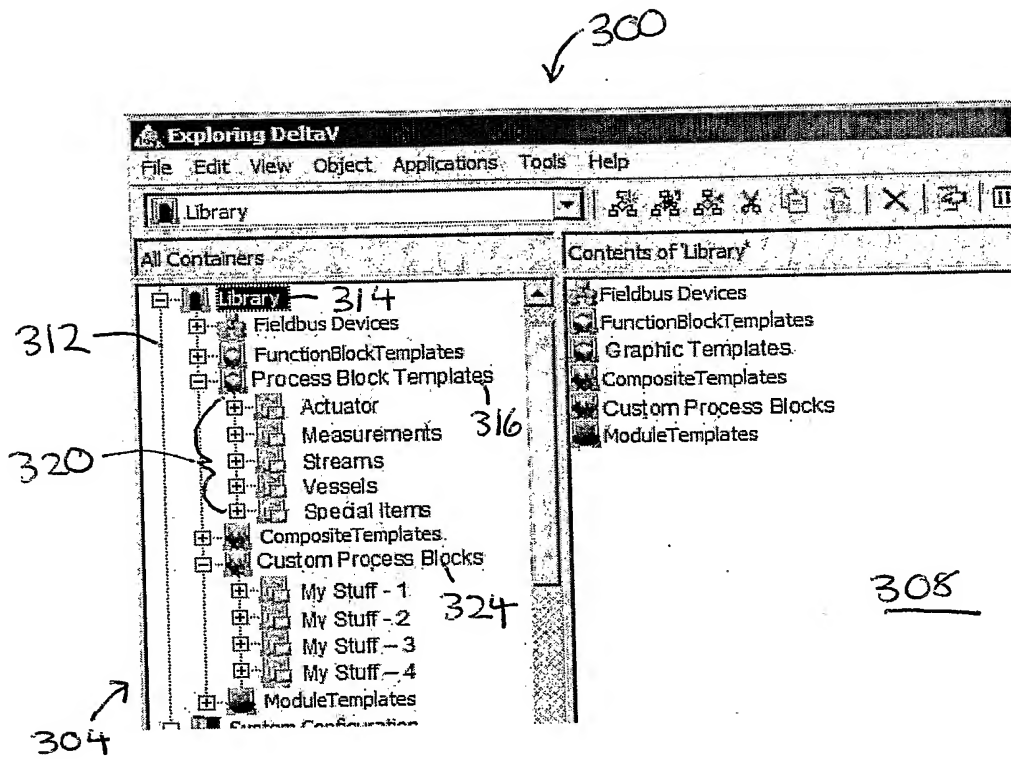 300
Exploring DeltaV
File Edit View Object Applications Tools Help
Library
All Containers
Contents of 'Library'
Library
314
312
Fieldbus Devices
FunctionBlockTemplates
Process Block Templates
316
320
Actuator
Measurements
Streams
Vessels
Special Items
CompositeTemplates
Custom Process Blocks
324
My Stuff - 1
My Stuff - 2
My Stuff - 3
My Stuff - 4
ModuleTemplates
System Configuration
304
Fieldbus Devices
FunctionBlockTemplates
Graphic Templates
CompositeTemplates
Custom Process Blocks
ModuleTemplates
308